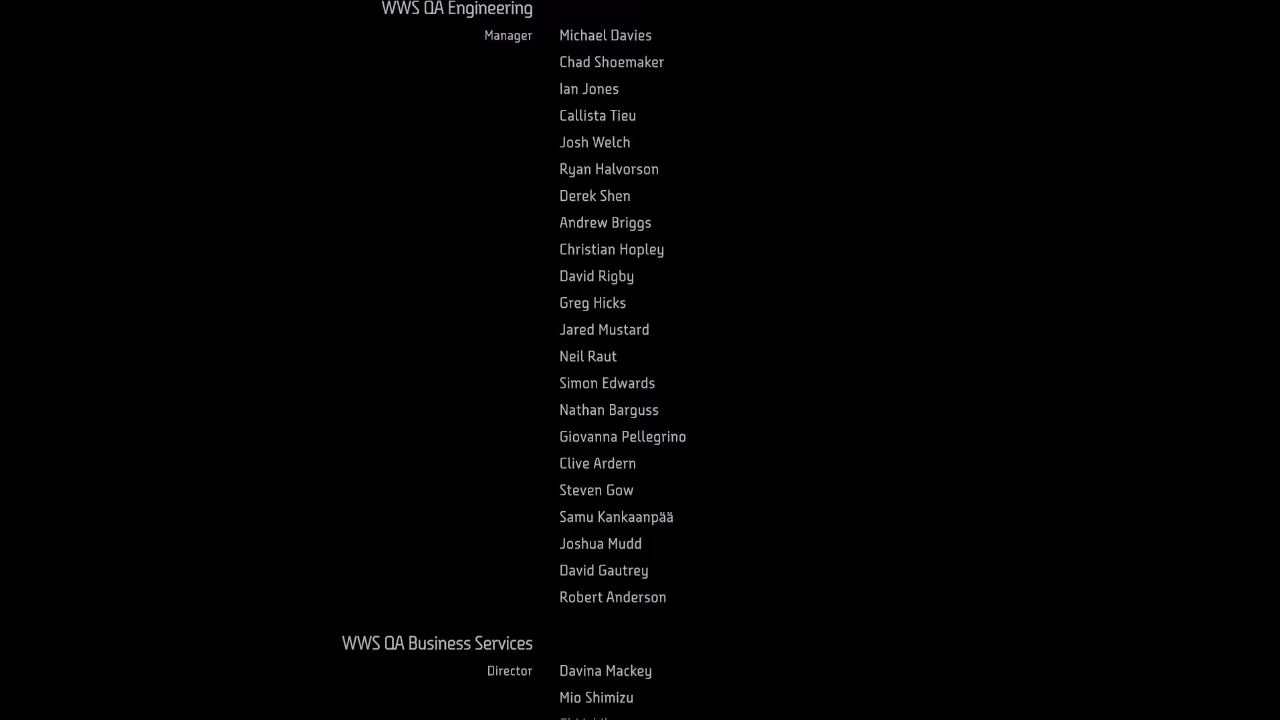 WWS QA Engineering
Manager Michael Davies
Chad Shoemaker
Ian Jones
Callista Tieu
Josh Welch
Ryan Halvorson
Derek Shen
Andrew Briggs
Christian Hopley
David Rigby
Greg Hicks
Jared Mustard
Neil Raut
Simon Edwards
Nathan Barguss
Giovanna Pellegrino
Clive Ardern
Steven Gow
Samu Kankaanpää
Joshua Mudd
David Gautrey
Robert Anderson
WWS QA Business Services
Director Davina Mackey
Mio Shimizu